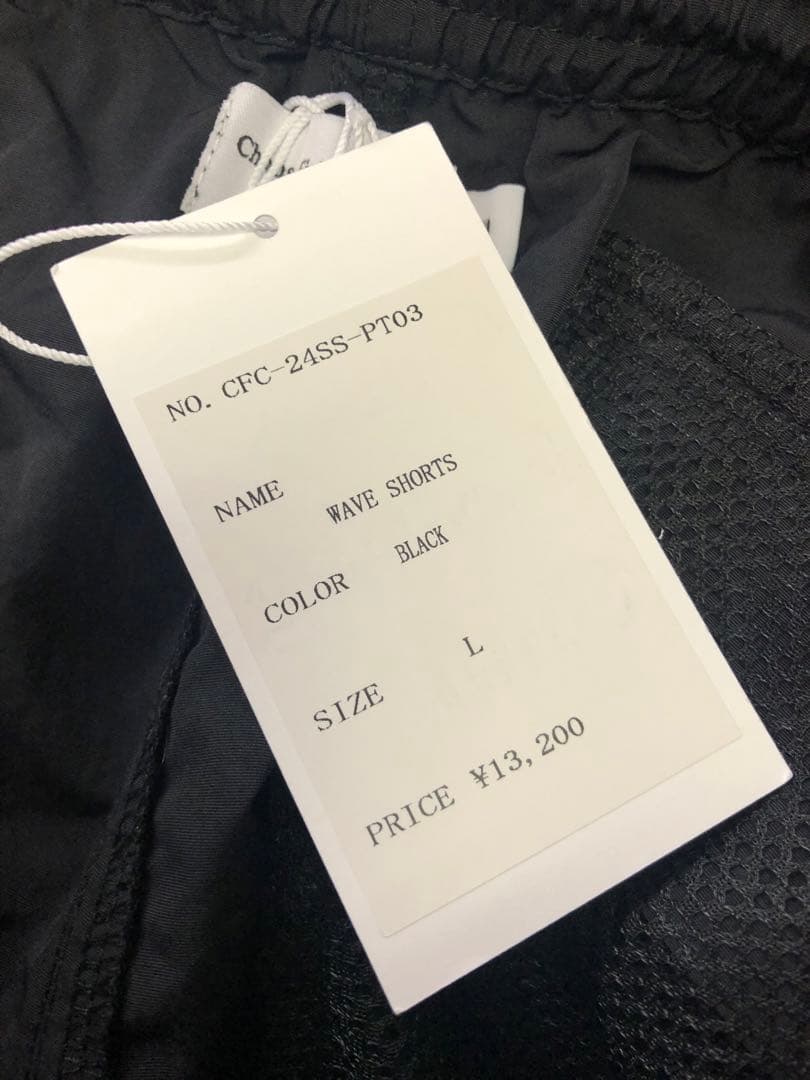 NO. CFC-24SS-PT03
NAME WAVE SHORTS
COLOR BLACK
SIZE L
PRICE ¥13,200